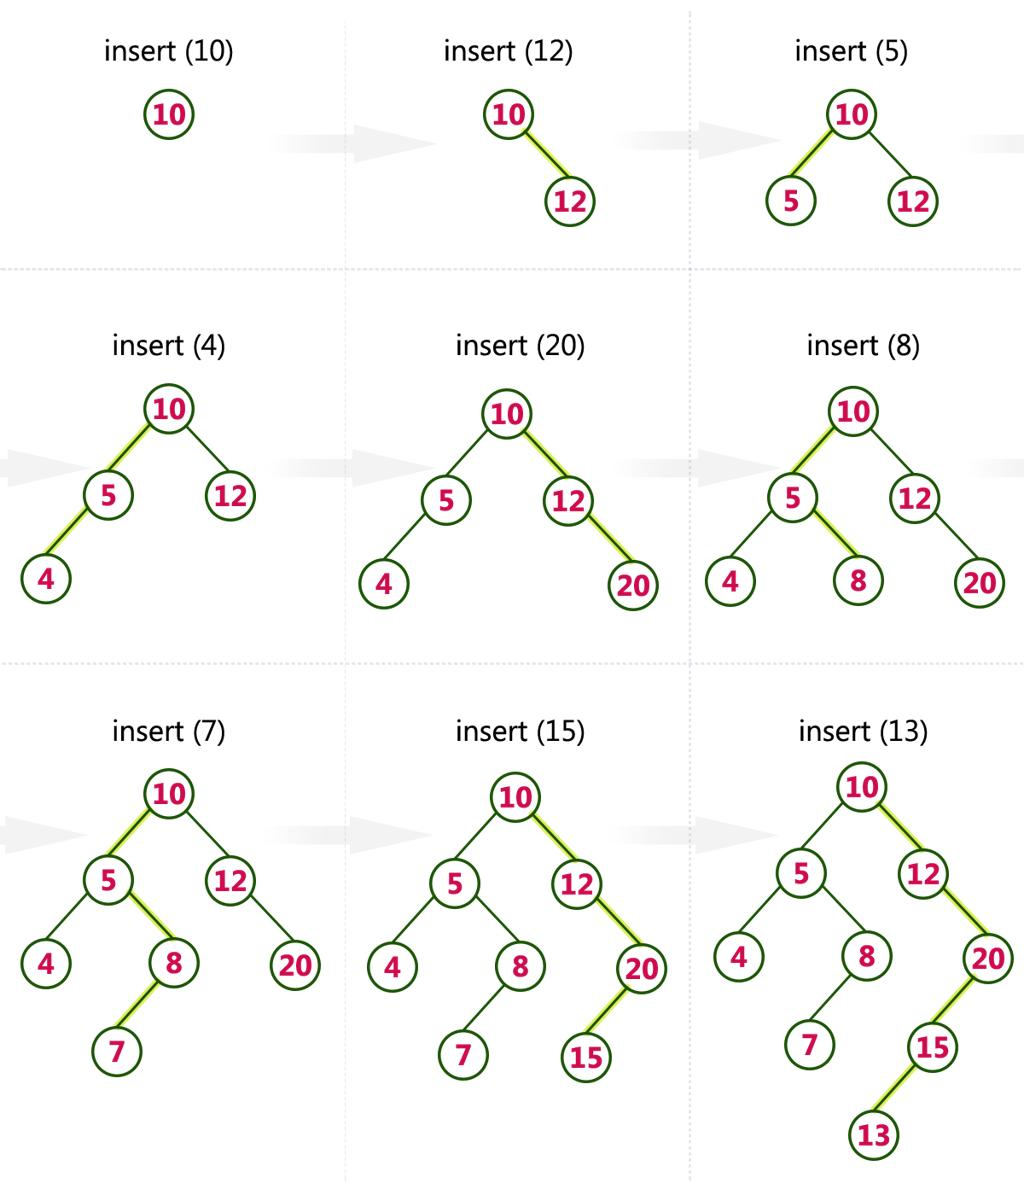 insert (10)
10
insert (12)
10
12
insert (5)
10
5 12
insert (4)
10
5 12
4
insert (20)
10
5 12
4 20
insert (8)
10
5 12
4 8 20
insert (7)
10
5 12
4 8 20
7
insert (15)
10
5 12
4 8 20
7 15
insert (13)
10
5 12
4 8 20
7 15
13